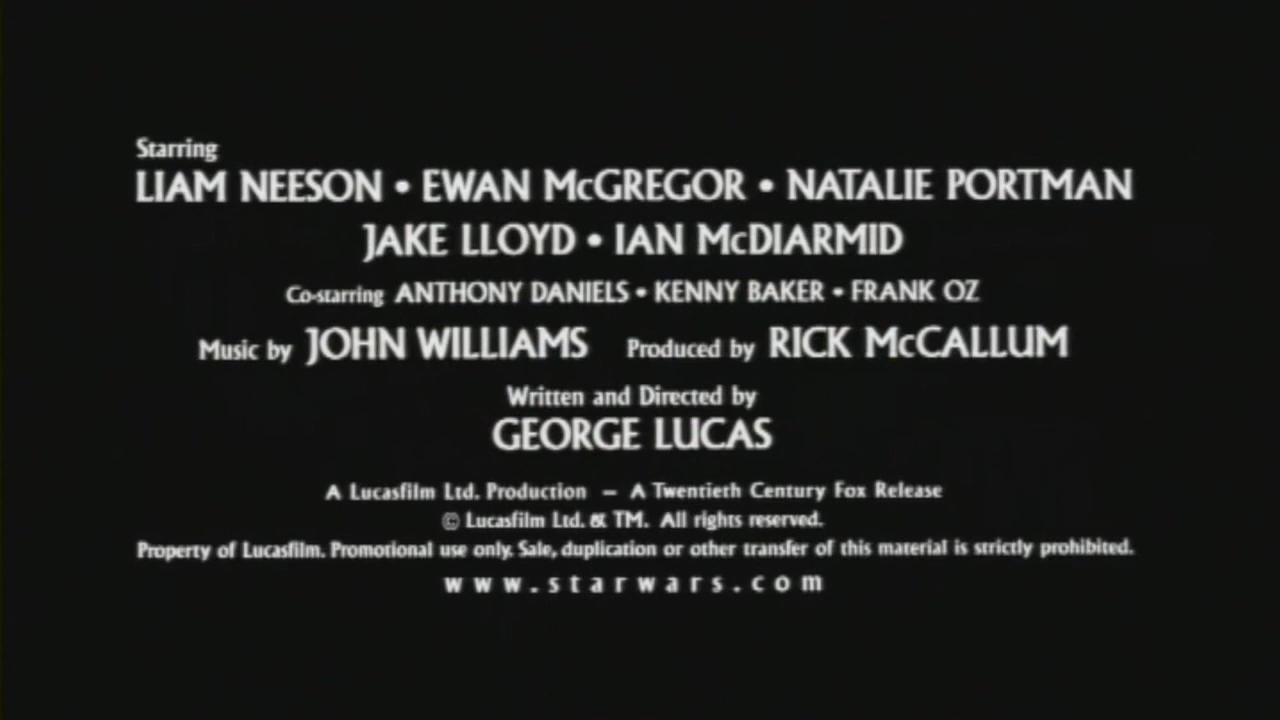 Starring
LIAM NEESON • EWAN McGREGOR • NATALIE PORTMAN
JAKE LLOYD • IAN McDIARMID
Co-starring ANTHONY DANIELS • KENNY BAKER • FRANK OZ
Music by JOHN WILLIAMS Produced by RICK McCALLUM
Written and Directed by
GEORGE LUCAS
A Lucasfilm Ltd. Production – A Twentieth Century Fox Release
© Lucasfilm Ltd. & TM. All rights reserved.
Property of Lucasfilm. Promotional use only. Sale, duplication or other transfer of this material is strictly prohibited.
www.starwars.com